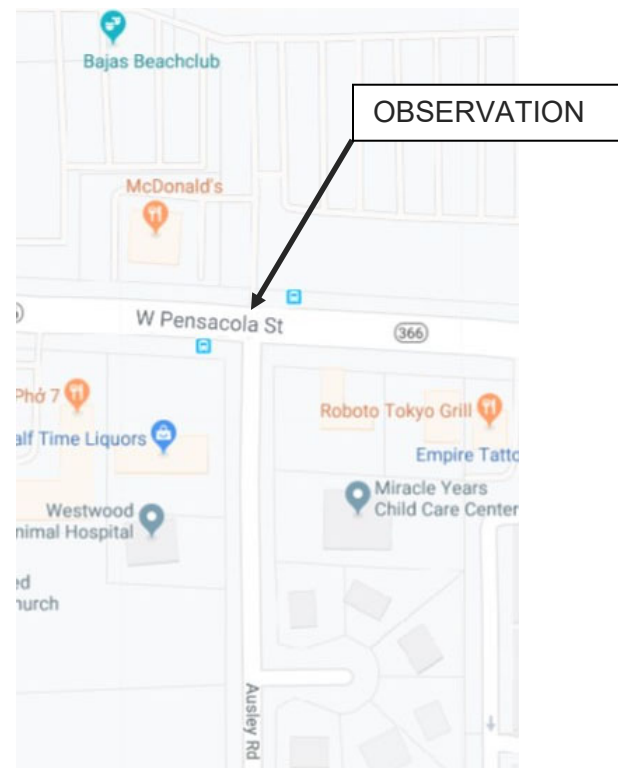 Bajas Beachclub
OBSERVATION
McDonald's
W Pensacola St
366
Phở 7
Roboto Tokyo Grill
alf Time Liquors
Empire Tatto
Miracle Years
Child Care Center
Westwood
nimal Hospital
ed
hurch
Ausley Rd